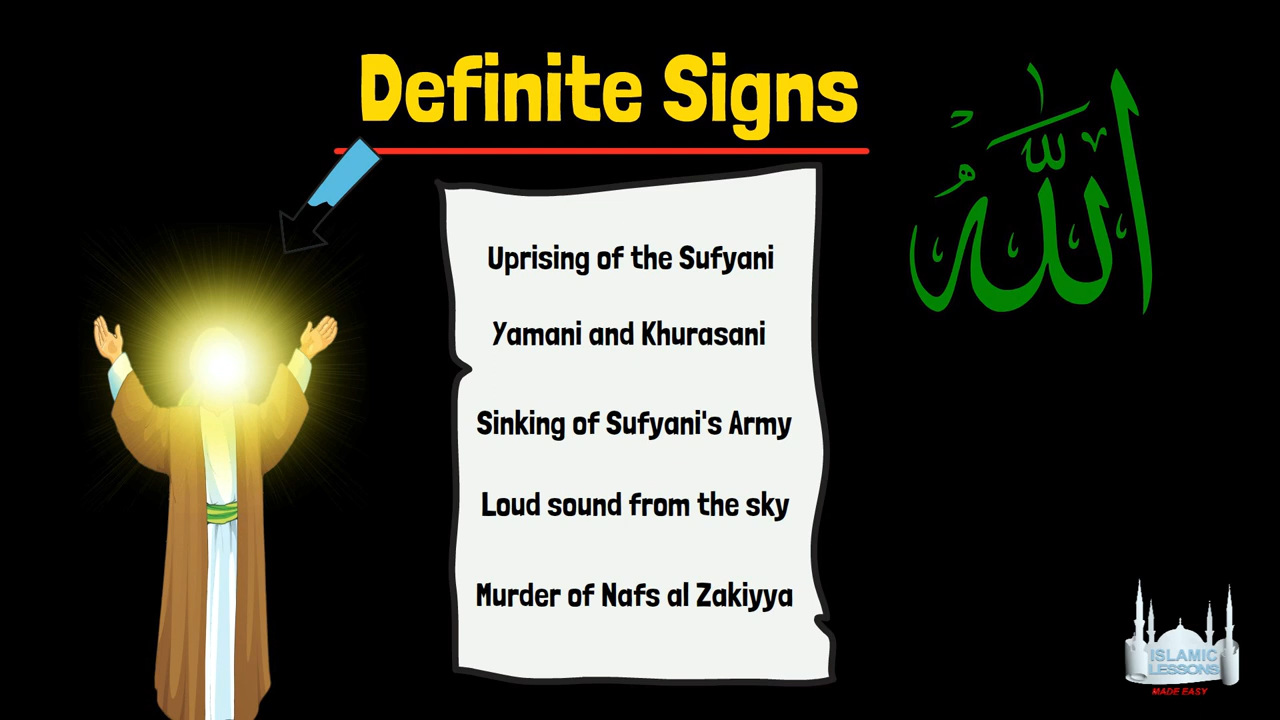 Definite Signs
الله
Uprising of the Sufyani
Yamani and Khurasani
Sinking of Sufyani's Army
Loud sound from the sky
Murder of Nafs al Zakiyya
ISLAMIC
LESSONS
MADE EASY